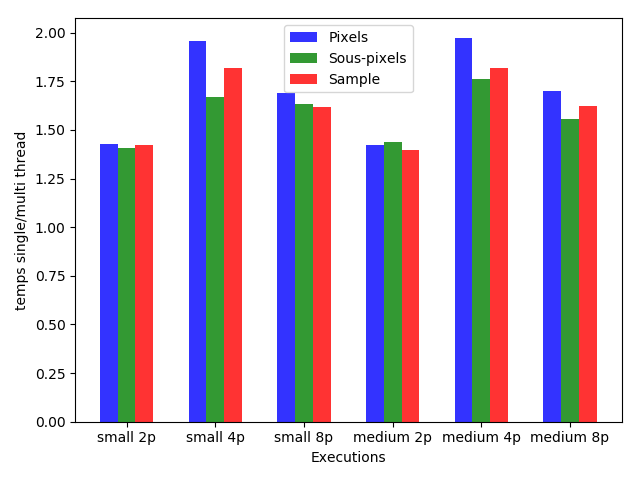 Pixels
Sous-pixels
Sample
temps single/multi thread
2.00
1.75
1.50
1.25
1.00
0.75
0.50
0.25
0.00
small 2p small 4p small 8p medium 2p medium 4p medium 8p
Executions